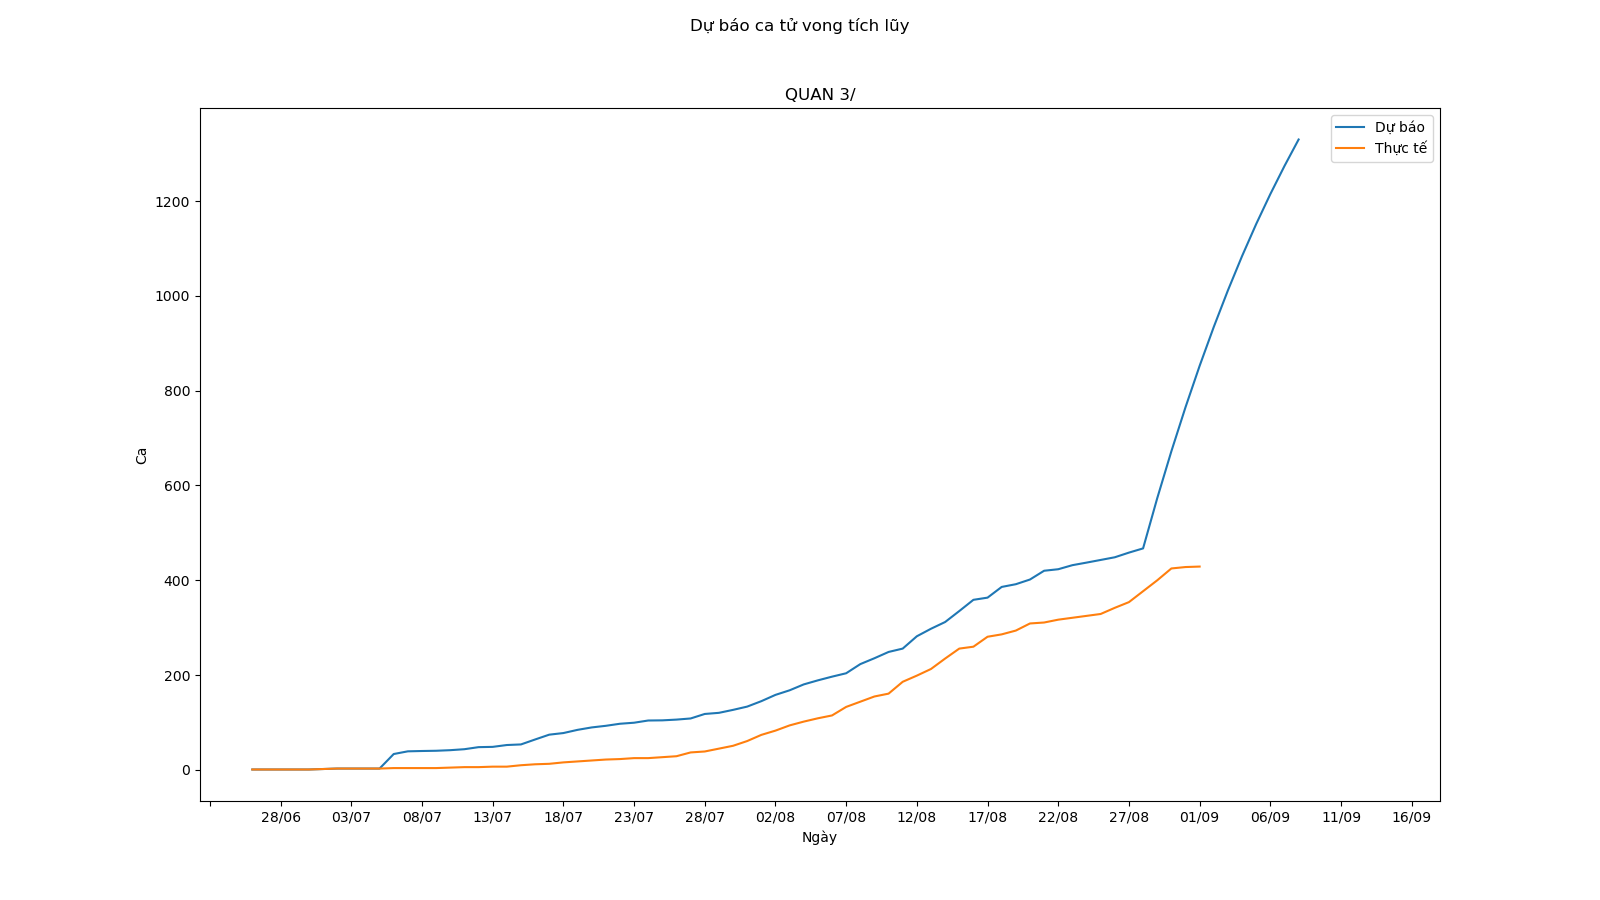 Dự báo ca tử vong tích lũy
QUAN 3/
Dự báo
Thực tế
1200
1000
800
600
400
200
0
Ca
28/06 03/07 08/07 13/07 18/07 23/07 28/07 02/08 07/08 12/08 17/08 22/08 27/08 01/09 06/09 11/09 16/09
Ngày